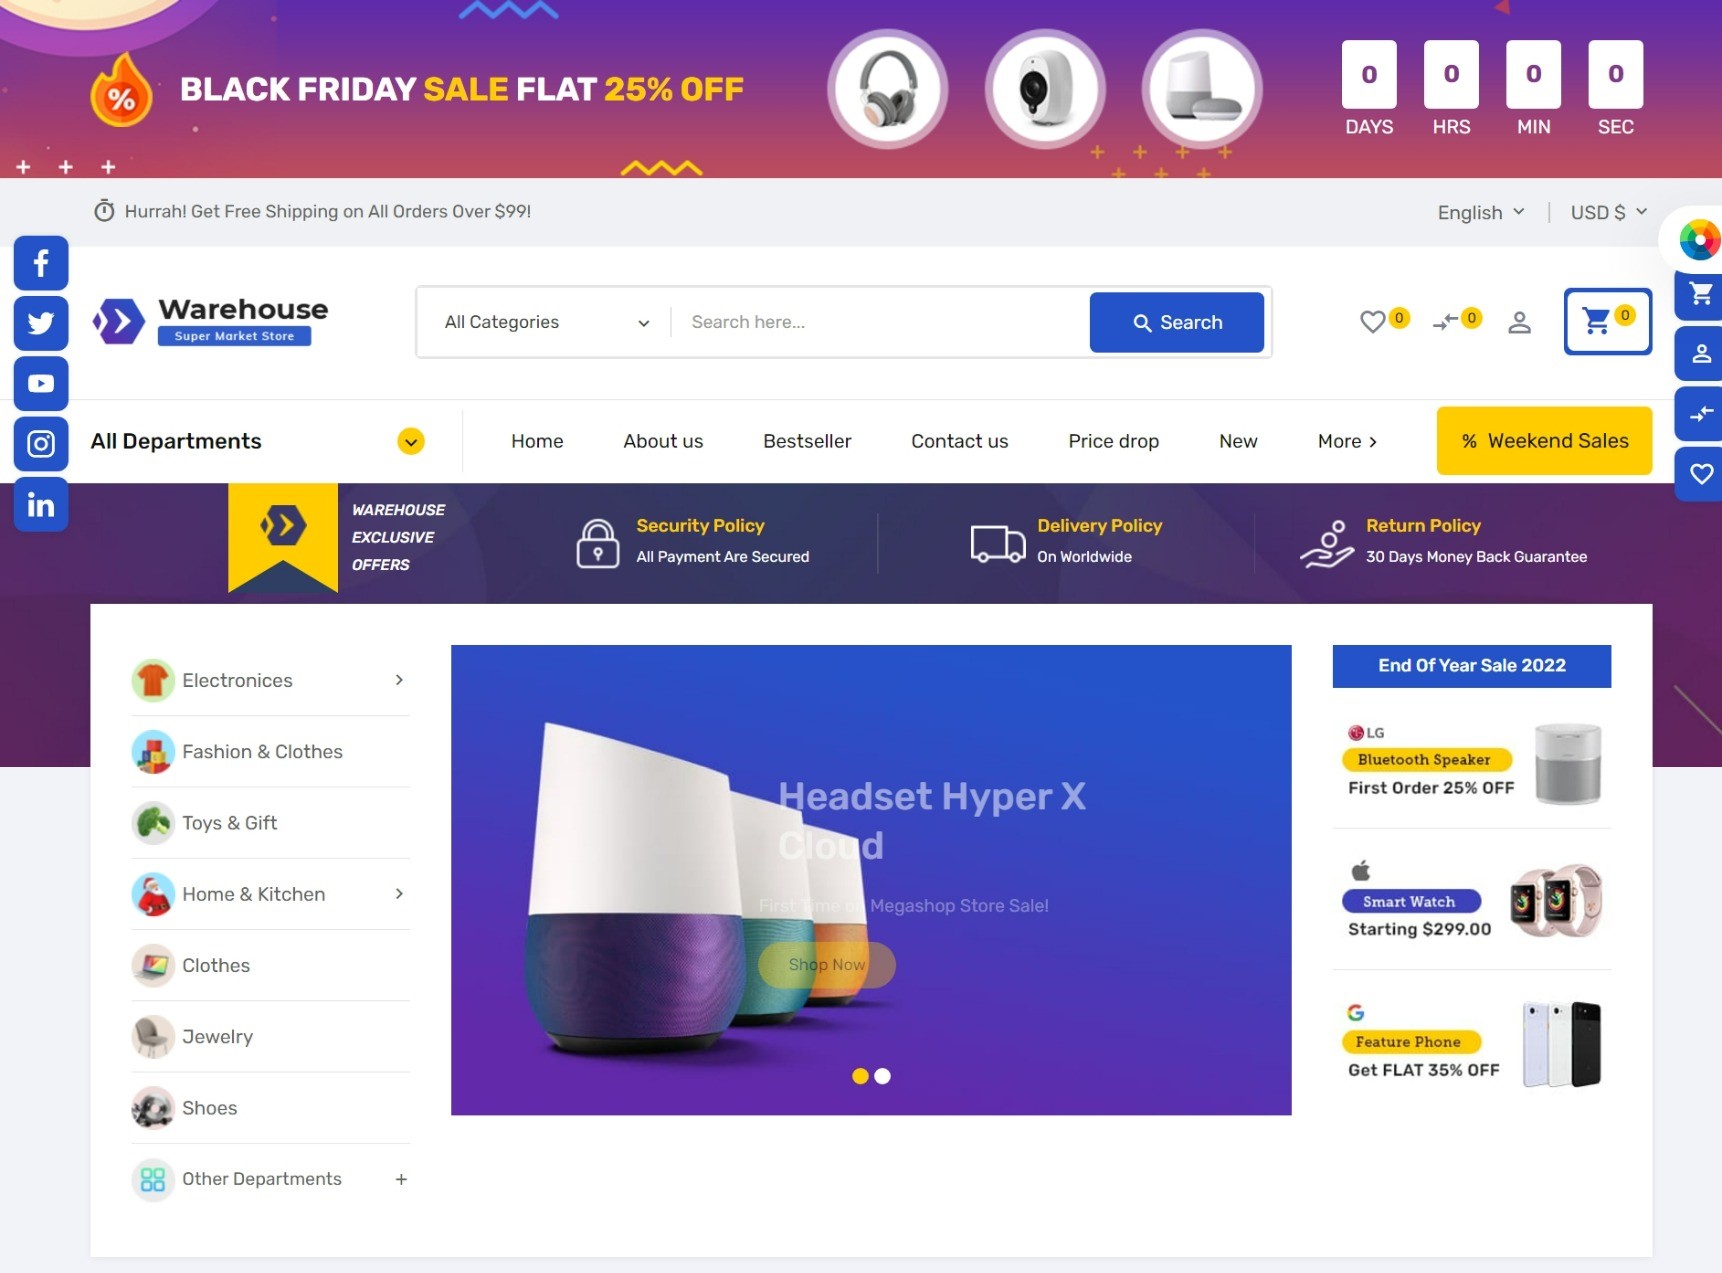 BLACK FRIDAY SALE FLAT 25% OFF
0 0 0 0
DAYS HRS MIN SEC
Hurrah! Get Free Shipping on All Orders Over $99!
English | USD $
Warehouse
Super Market Store
All Categories
Search here...
Search
0
0
0
All Departments
Home
About us
Bestseller
Contact us
Price drop
New
More
% Weekend Sales
WAREHOUSE
EXCLUSIVE
OFFERS
Security Policy
All Payment Are Secured
Delivery Policy
On Worldwide
Return Policy
30 Days Money Back Guarantee
Electronices
Fashion & Clothes
Toys & Gift
Home & Kitchen
Clothes
Jewelry
Shoes
Other Departments
Headset Hyper X
Cloud
First Time on Megashop Store Sale!
Shop Now
End Of Year Sale 2022
LG
Bluetooth Speaker
First Order 25% OFF
Smart Watch
Starting $299.00
Feature Phone
Get FLAT 35% OFF